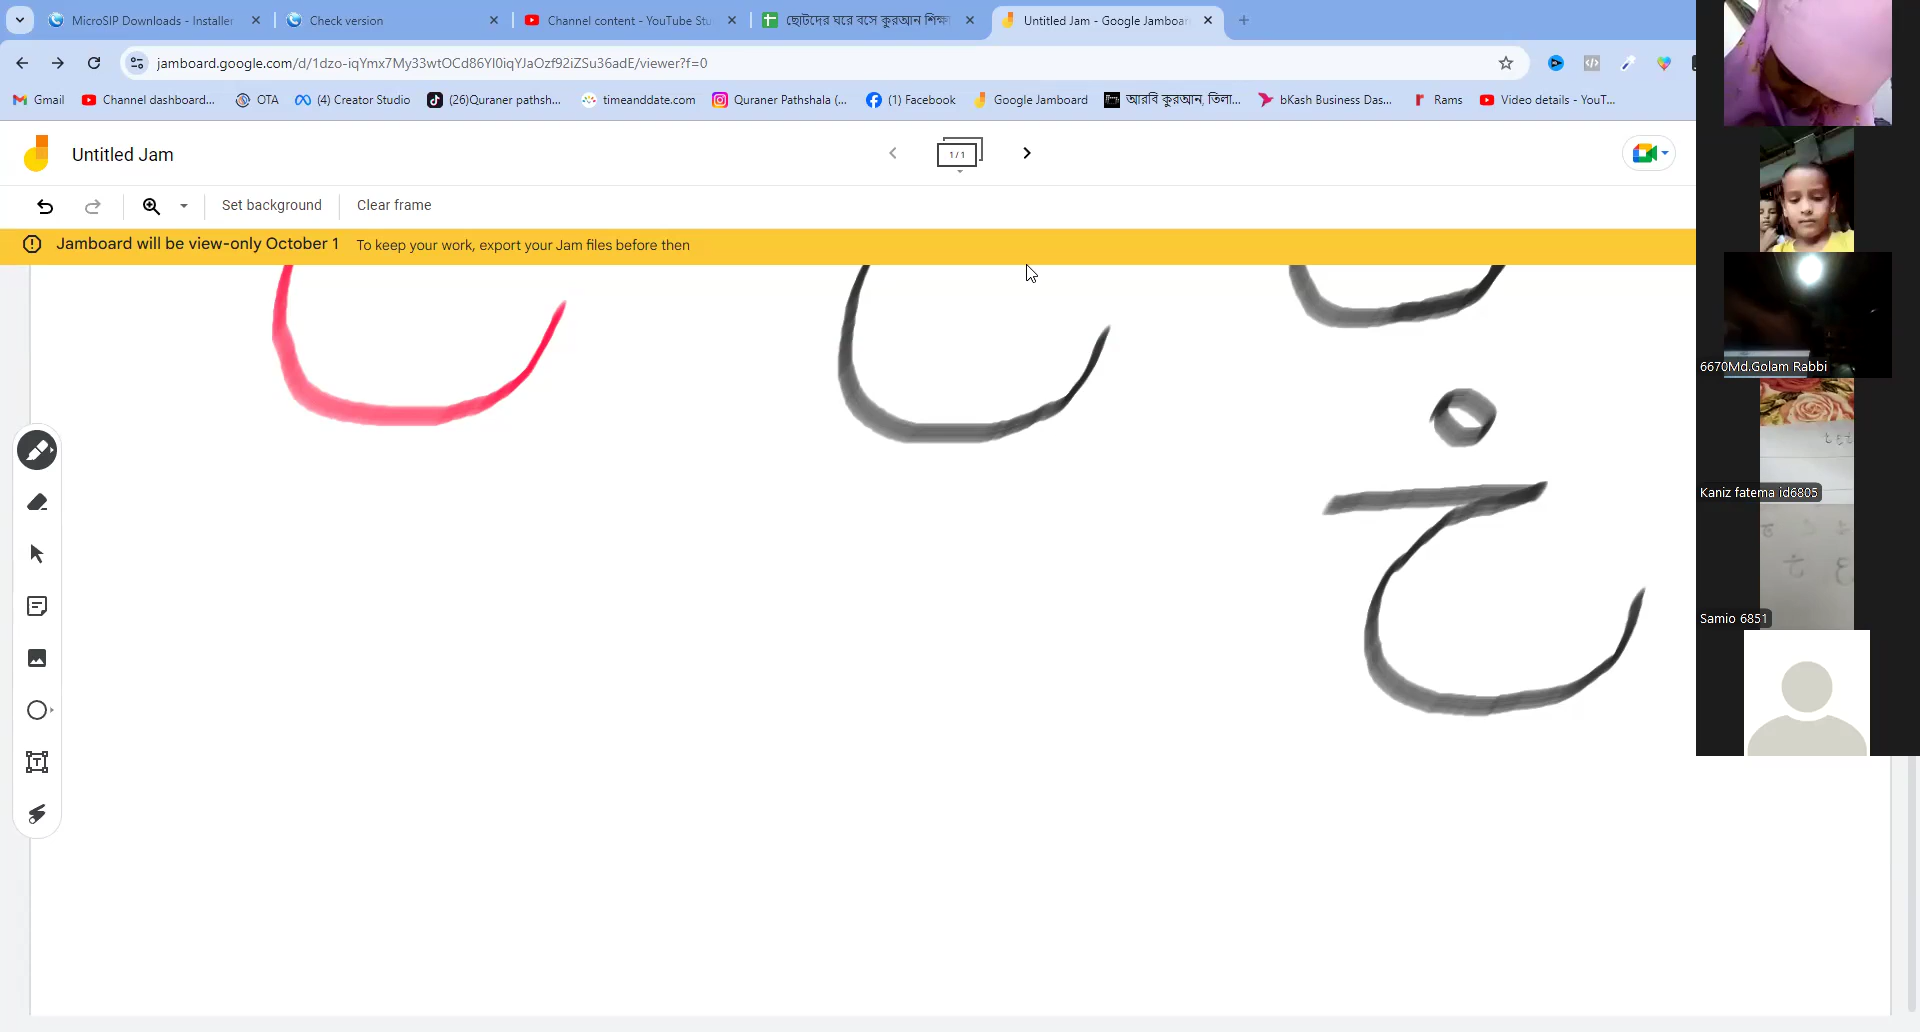 MicroSIP Downloads - Installer
Check version
Channel content - YouTube Stu
ছোটদের ঘরে বসে কুরআন শিক্ষা
Untitled Jam - Google Jamboar
jamboard.google.com/d/1dzo-iqYmx7My33wtOCd86Yl0iqYJaOzf92iZSu36adE/viewer?f=0
Gmail
Channel dashboard...
OTA
(4) Creator Studio
(26)Quraner pathsh...
timeanddate.com
Quraner Pathshala (...
(1) Facebook
Google Jamboard
আরবি কুরআন, তিলা...
bKash Business Das...
Rams
Video details - YouT...
Untitled Jam
1 / 1
Set background
Clear frame
Jamboard will be view-only October 1 To keep your work, export your Jam files before then
خ
6670Md.Golam Rabbi
Kaniz fatema id6805
Samio 6851